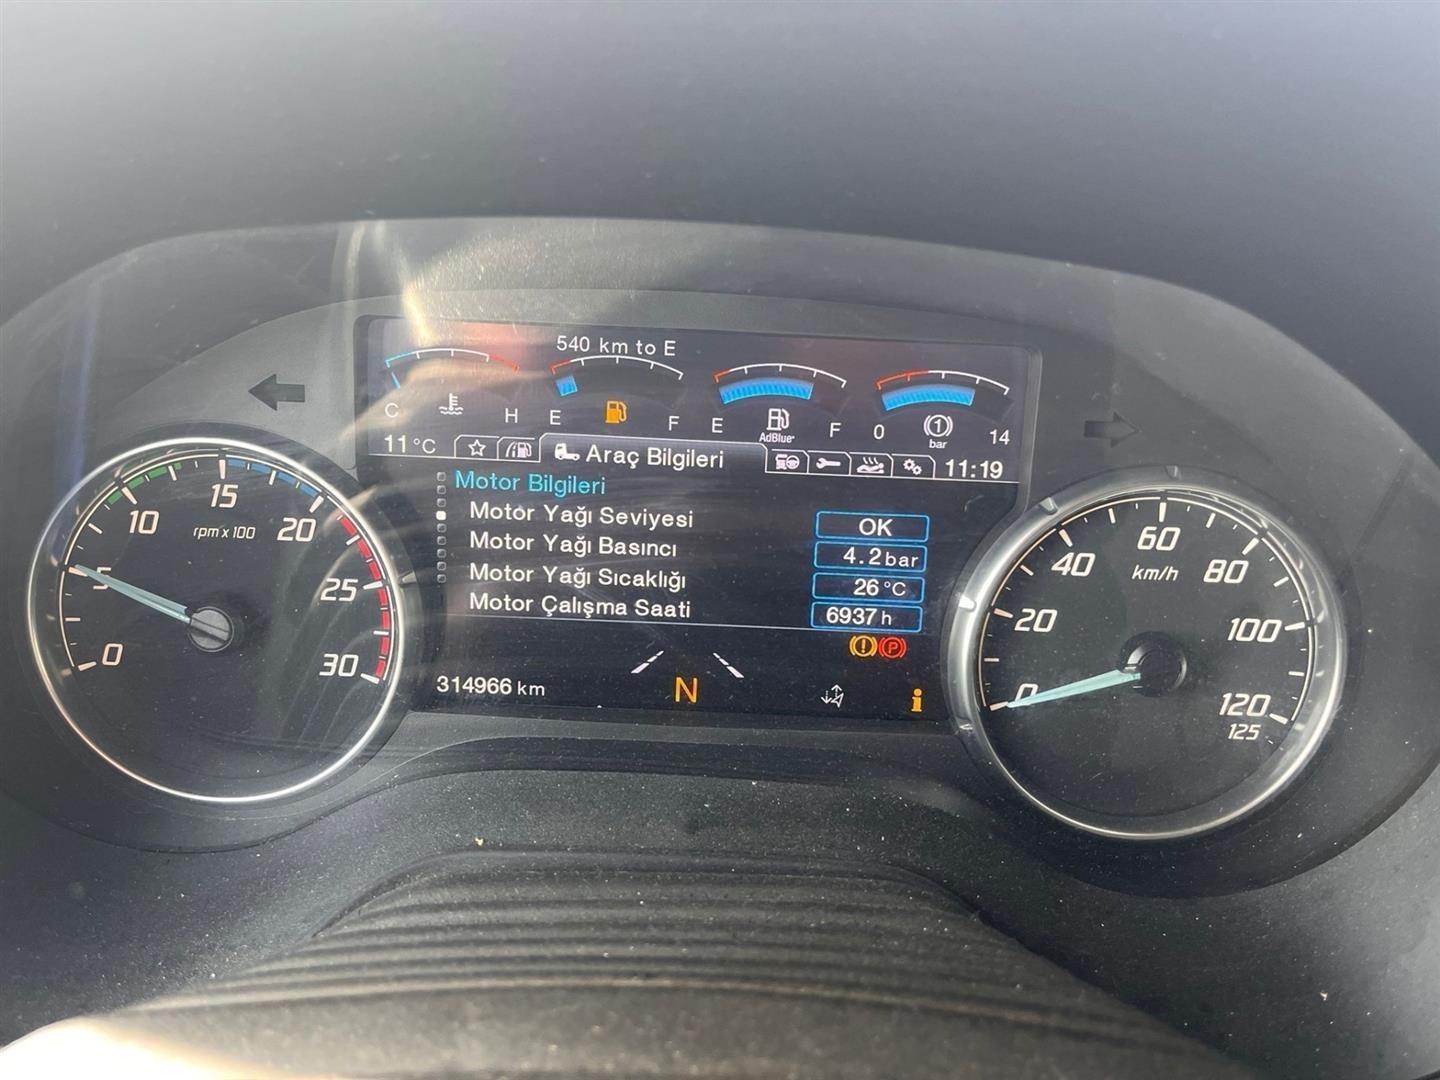 540 km to E
C H E F E AdBlue F 0 bar 14
11 °C Araç Bilgileri 11:19
Motor Bilgileri
Motor Yağı Seviyesi OK
Motor Yağı Basıncı 4.2 bar
Motor Yağı Sıcaklığı 26 °C
Motor Çalışma Saati 6937 h
314966 km N
0 5 10 15 20 25 30
rpm x 100
0 20 40 60 80 100 120
125
km/h